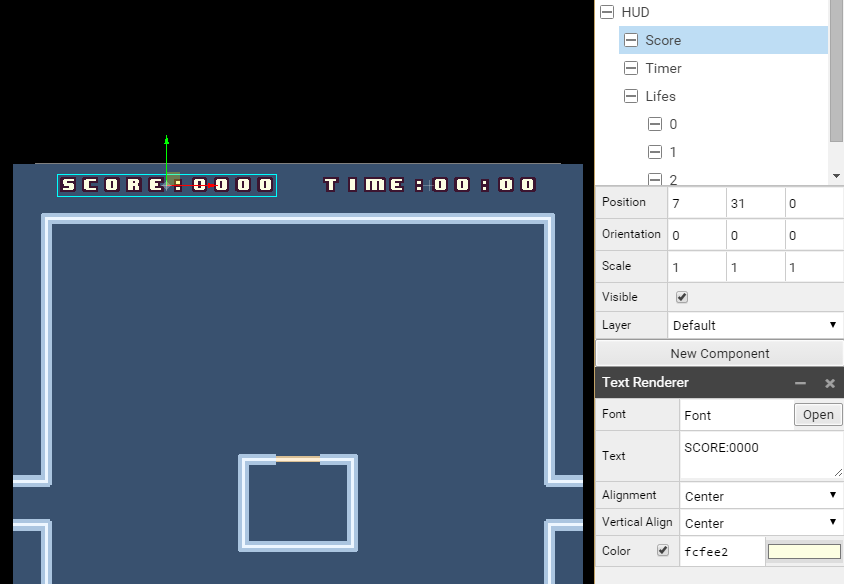 HUD
Score
Timer
Lifes
0
1
2
SCORE:0000 TIME:00:00
Position 7 31 0
Orientation 0 0 0
Scale 1 1 1
Visible
Layer Default
New Component
Text Renderer
Font Font Open
Text SCORE:0000
Alignment Center
Vertical Align Center
Color fcfee2